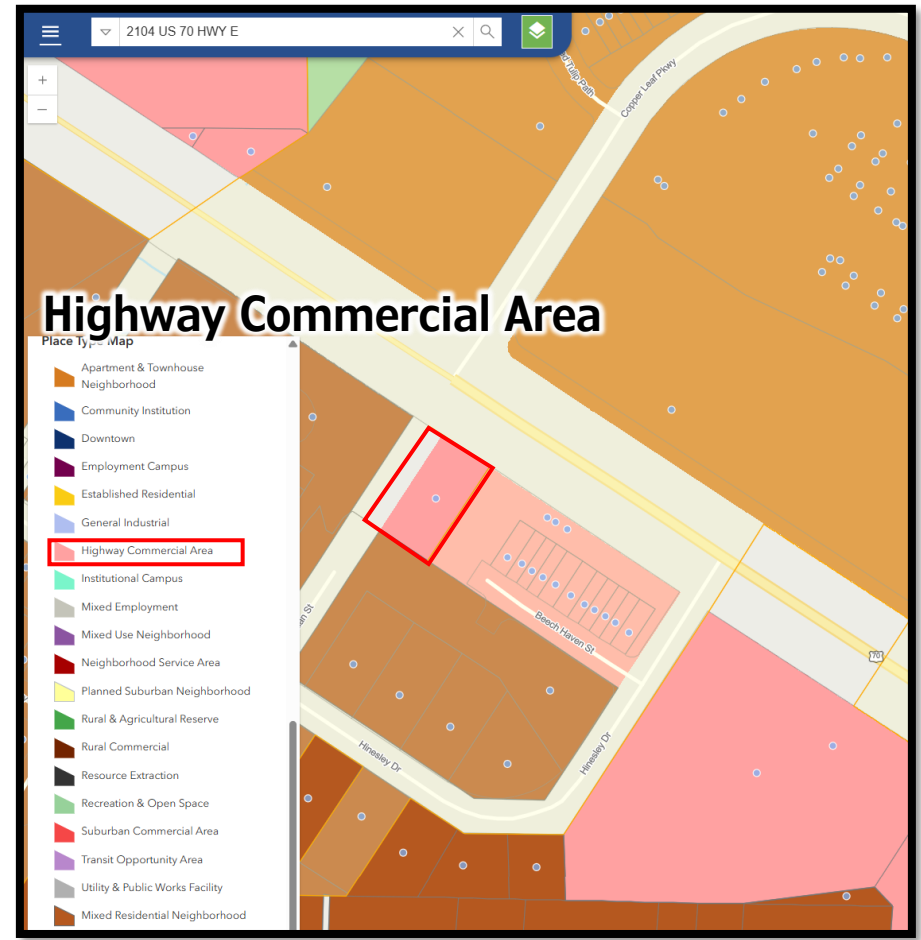 2104 US 70 HWY E
Tulip Path
Copper Leaf Pkwy
Highway Commercial Area
Place Type Map
Apartment & Townhouse
Neighborhood
Community Institution
Downtown
Employment Campus
Established Residential
General Industrial
Highway Commercial Area
Institutional Campus
Mixed Employment
Mixed Use Neighborhood
Neighborhood Service Area
Planned Suburban Neighborhood
Rural & Agricultural Reserve
Rural Commercial
Resource Extraction
Recreation & Open Space
Suburban Commercial Area
Transit Opportunity Area
Utility & Public Works Facility
Mixed Residential Neighborhood
St
Beech Haven St
70
Hinesley Dr
Hinesley Dr